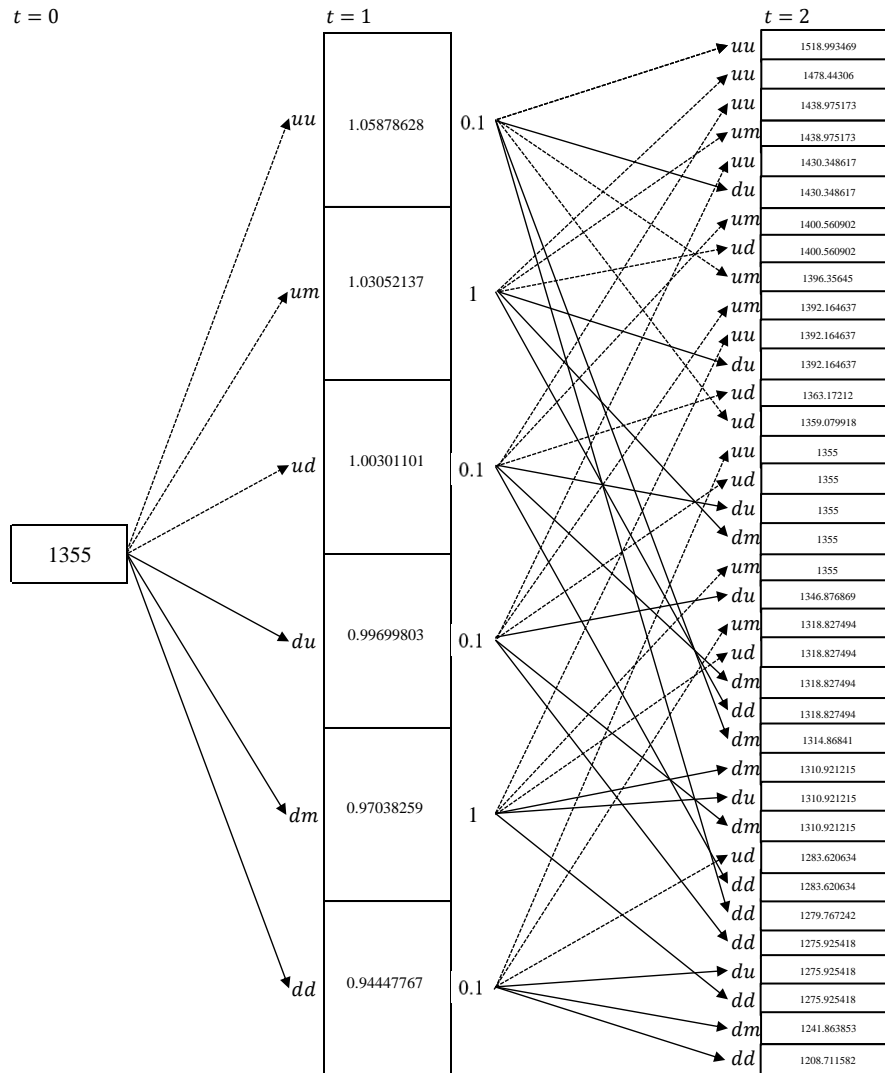 t = 0
t = 1
t = 2
1355
uu 1.05878628 0.1
um 1.03052137 1
ud 1.00301101 0.1
du 0.99699803 0.1
dm 0.97038259 1
dd 0.94447767 0.1
uu 1518.993469
uu 1478.44306
uu 1438.975173
um 1438.975173
uu 1430.348617
du 1430.348617
um 1400.560902
ud 1400.560902
um 1396.35645
um 1392.164637
uu 1392.164637
du 1392.164637
ud 1363.17212
ud 1359.079918
uu 1355
ud 1355
du 1355
dm 1355
um 1355
du 1346.876869
um 1318.827494
ud 1318.827494
dm 1318.827494
dd 1318.827494
dm 1314.86841
dm 1310.921215
du 1310.921215
dm 1310.921215
ud 1283.620634
dd 1283.620634
dd 1279.767242
dd 1275.925418
du 1275.925418
dd 1275.925418
dm 1241.863853
dd 1208.711582